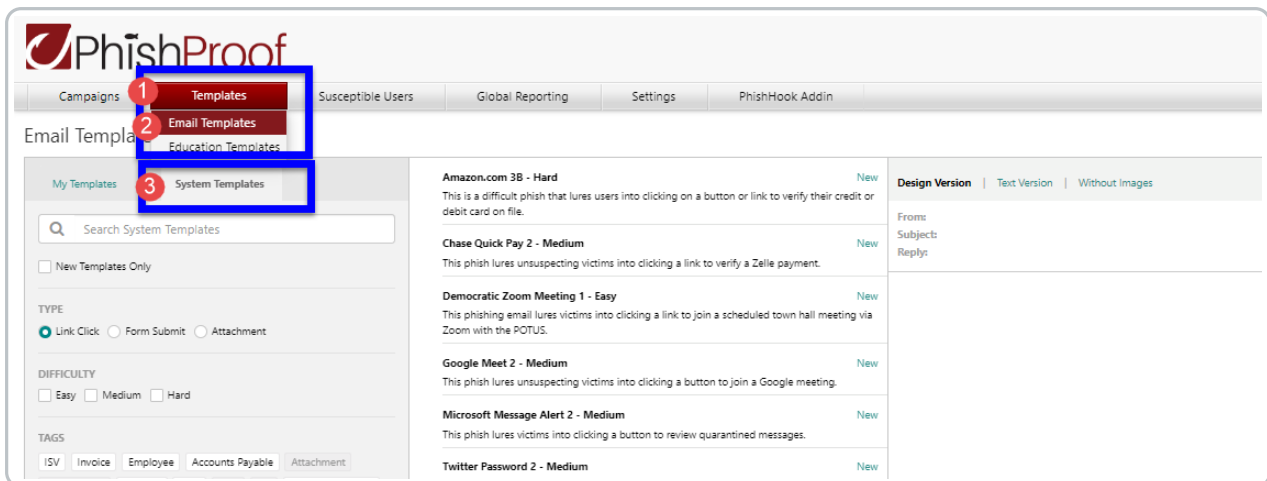 PhishProof
Campaigns 1 Templates Susceptible Users Global Reporting Settings PhishHook Addin
2 Email Templates
Education Templates
Email Templa
My Templates 3 System Templates
Search System Templates
New Templates Only
TYPE
Link Click Form Submit Attachment
DIFFICULTY
Easy Medium Hard
TAGS
ISV Invoice Employee Accounts Payable Attachment
Amazon.com 3B - Hard New
This is a difficult phish that lures users into clicking on a button or link to verify their credit or
debit card on file.
Chase Quick Pay 2 - Medium New
This phish lures unsuspecting victims into clicking a link to verify a Zelle payment.
Democratic Zoom Meeting 1 - Easy New
This phishing email lures victims into clicking a link to join a scheduled town hall meeting via
Zoom with the POTUS.
Google Meet 2 - Medium New
This phish lures unsuspecting victims into clicking a button to join a Google meeting.
Microsoft Message Alert 2 - Medium New
This phish lures victims into clicking a button to review quarantined messages.
Twitter Password 2 - Medium New
Design Version | Text Version | Without Images
From:
Subject:
Reply: